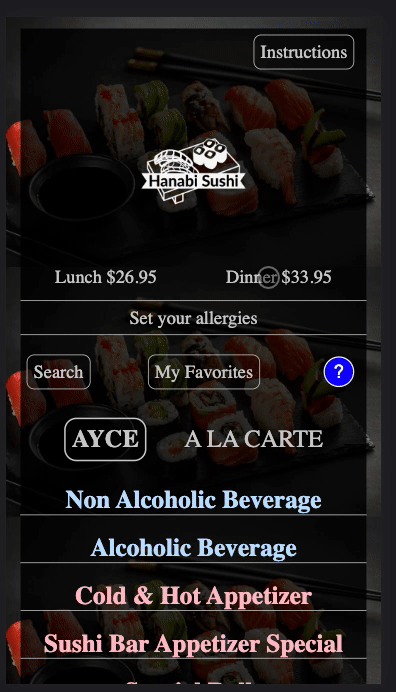 Instructions
Hanabi Sushi
Lunch $26.95 Dinner $33.95
Set your allergies
Search My Favorites ?
AYCE A LA CARTE
Non Alcoholic Beverage
Alcoholic Beverage
Cold & Hot Appetizer
Sushi Bar Appetizer Special